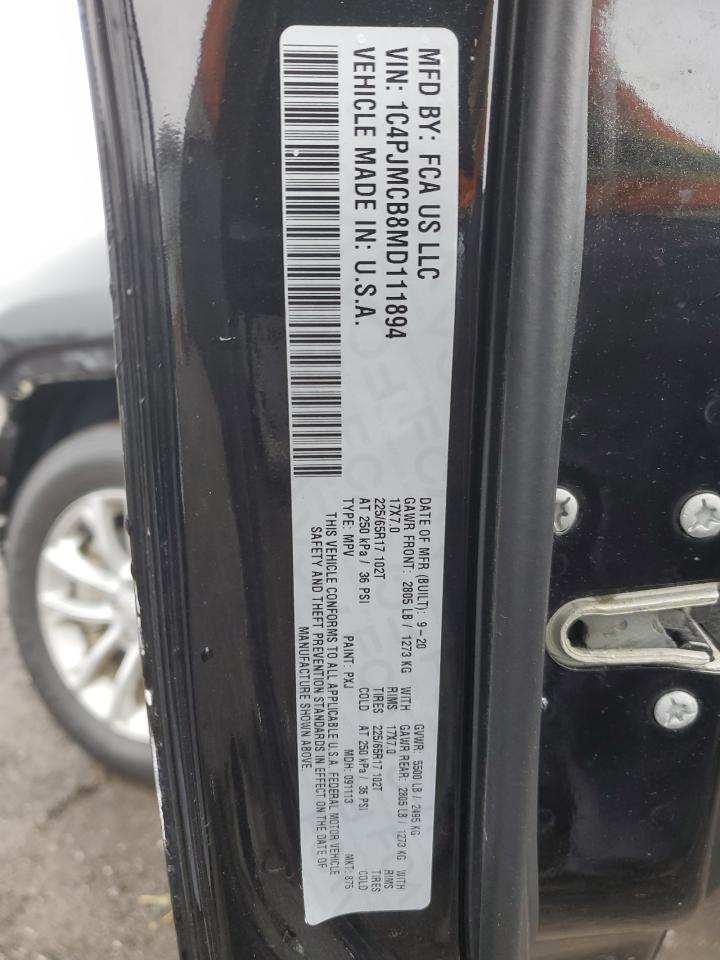 MFD BY: FCA US LLC
VIN: 1C4PJMCB8MD111894
VEHICLE MADE IN: U.S.A.
DATE OF MFR (BUILT): 9-20 GVWR: 5500 LB / 2495 KG
GAWR FRONT: 2805 LB / 1273 KG WITH GAWR REAR: 2805 LB / 1273 KG WITH
17X7.0 RIMS 17X7.0 RIMS
225/65R17 102T TIRES 225/65R17 102T TIRES
AT 250 kPa / 36 PSI COLD AT 250 kPa / 36 PSI COLD
TYPE: MPV PAINT: PXJ MDH: 091113 MKT: 875
THIS VEHICLE CONFORMS TO ALL APPLICABLE U.S.A. FEDERAL MOTOR VEHICLE
SAFETY AND THEFT PREVENTION STANDARDS IN EFFECT ON THE DATE OF
MANUFACTURE SHOWN ABOVE.